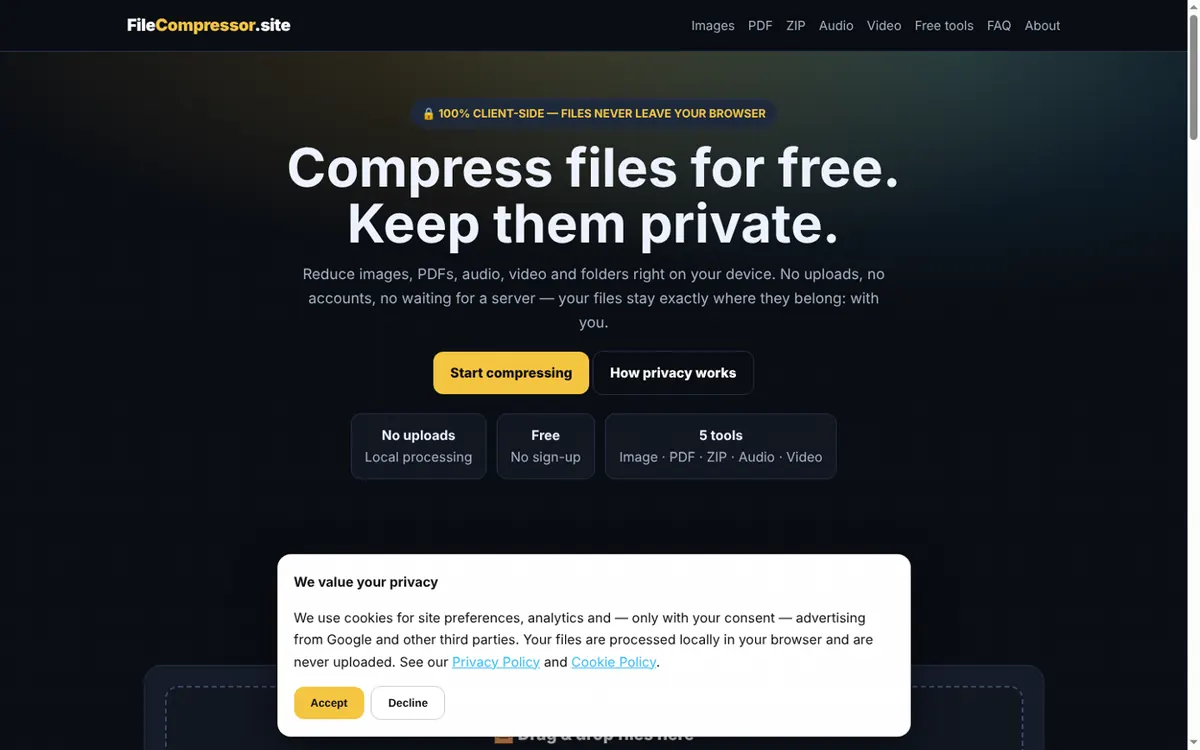 FileCompressor.site
Images PDF ZIP Audio Video Free tools FAQ About
🔒 100% CLIENT-SIDE — FILES NEVER LEAVE YOUR BROWSER
Compress files for free.
Keep them private.
Reduce images, PDFs, audio, video and folders right on your device. No uploads, no
accounts, no waiting for a server — your files stay exactly where they belong: with
you.
Start compressing How privacy works
No uploads
Local processing
Free
No sign-up
5 tools
Image · PDF · ZIP · Audio · Video
We value your privacy
We use cookies for site preferences, analytics and — only with your consent — advertising
from Google and other third parties. Your files are processed locally in your browser and are
never uploaded. See our Privacy Policy and Cookie Policy.
Accept Decline
Drag & drop files here